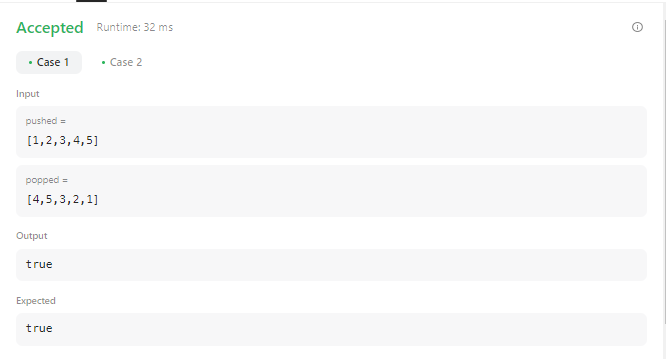 Accepted Runtime: 32 ms
• Case 1 • Case 2
Input
pushed =
[1,2,3,4,5]
popped =
[4,5,3,2,1]
Output
true
Expected
true